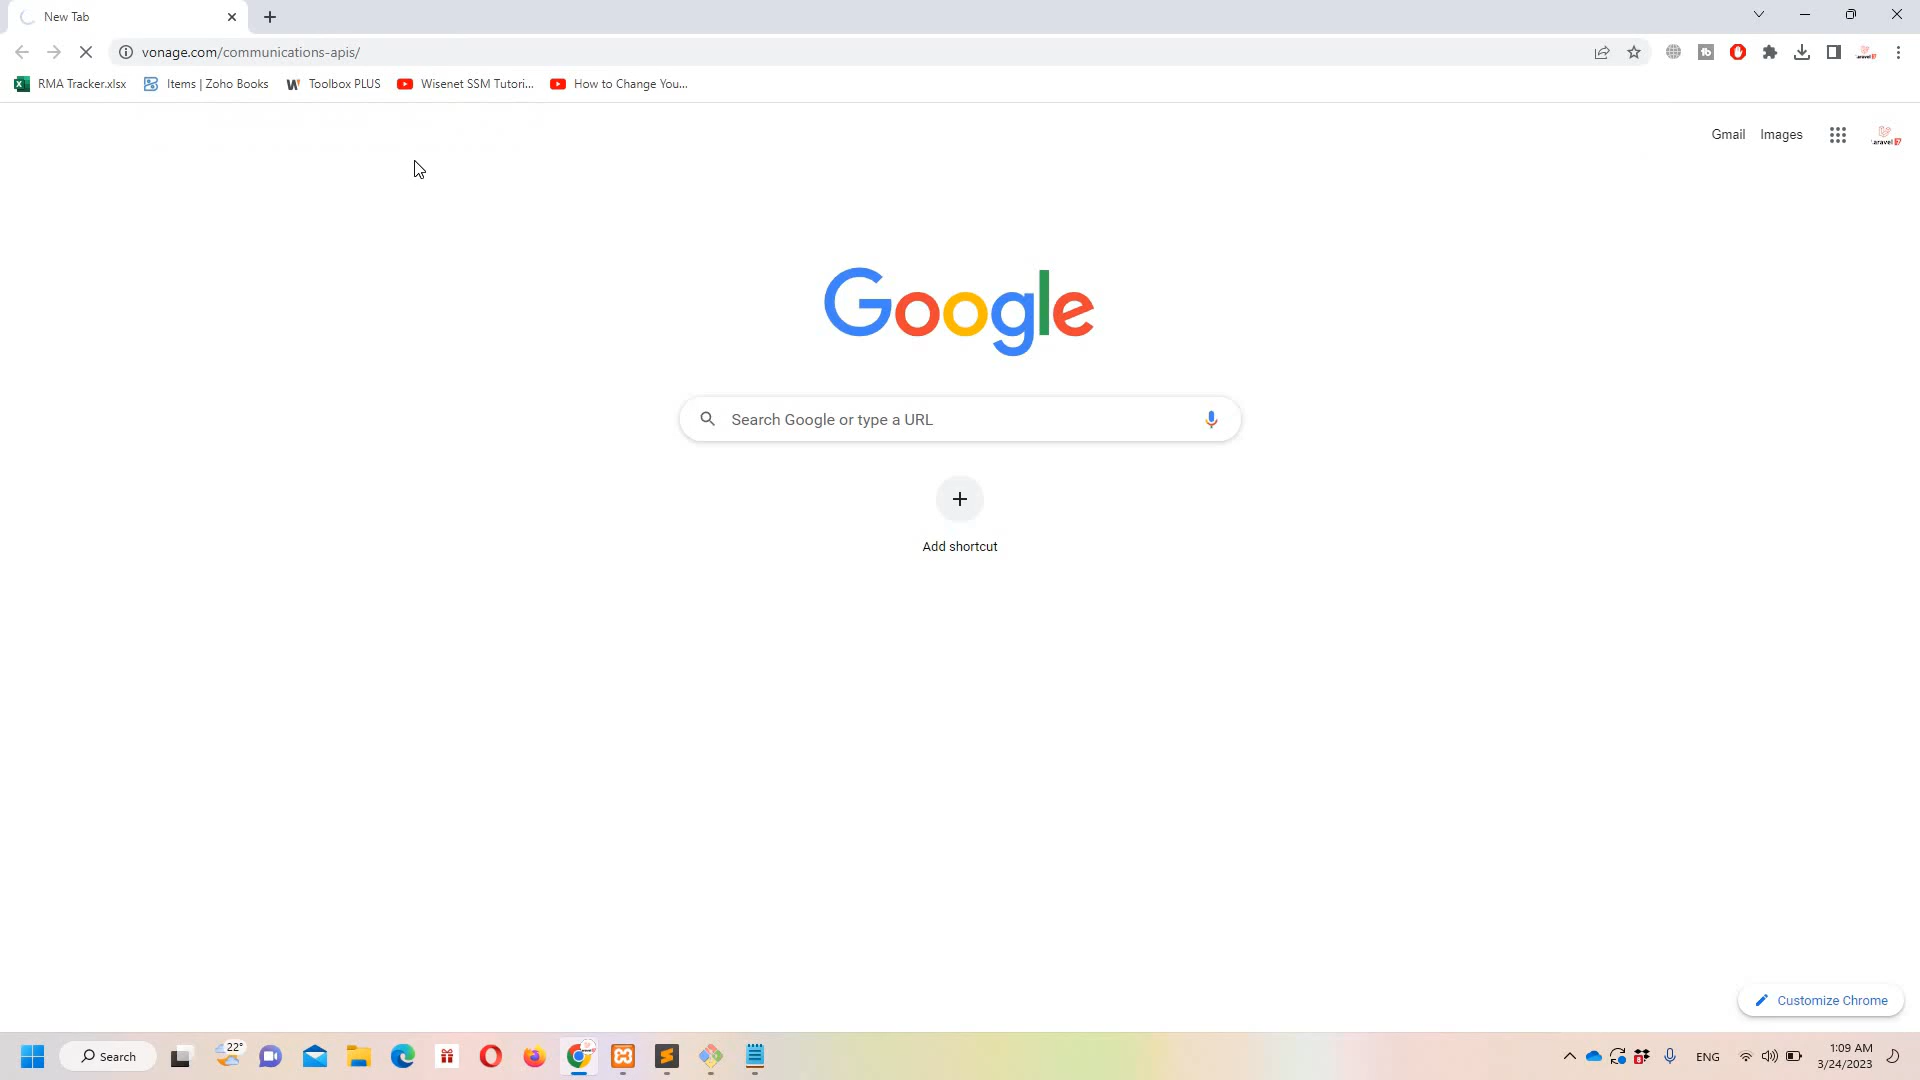 New Tab
vonage.com/communications-apis/
RMA Tracker.xlsx
Items | Zoho Books
Toolbox PLUS
Wisenet SSM Tutori...
How to Change You...
Gmail
Images
Google
Search Google or type a URL
Add shortcut
Customize Chrome
Search
22°
ENG
1:09 AM
3/24/2023